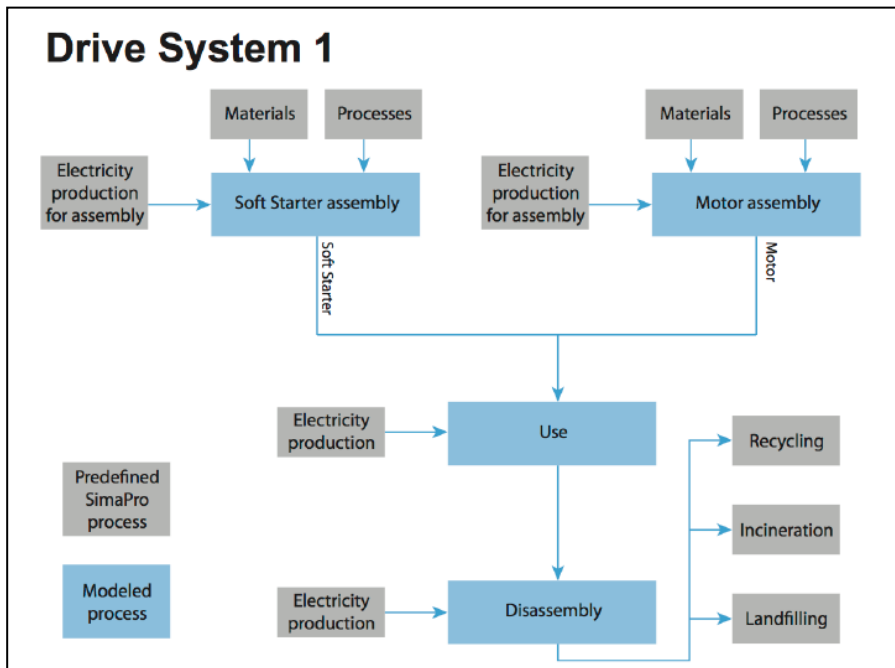 Drive System 1
Materials
Processes
Materials
Processes
Electricity
production
for assembly
Soft Starter assembly
Electricity
production
for assembly
Motor assembly
Soft Starter
Motor
Electricity
production
Use
Recycling
Predefined
SimaPro
process
Incineration
Modeled
process
Electricity
production
Disassembly
Landfilling